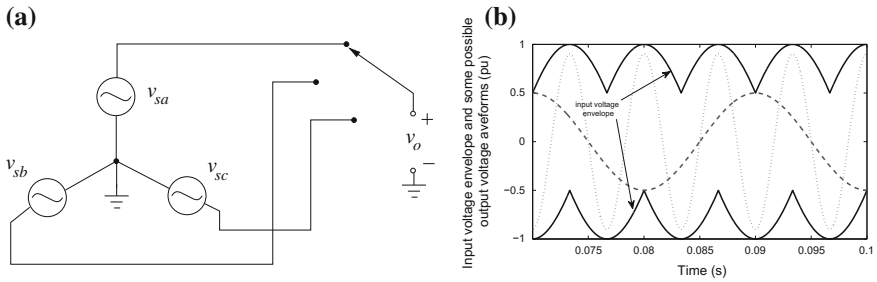 (a)
v_sa
v_sb
v_sc
+
v_o
−
(b)
Input voltage envelope and some possible
output voltage aveforms (pu)
1
0.5
0
−0.5
−1
input voltage
envelope
0.075
0.08
0.085
0.09
0.095
0.1
Time (s)